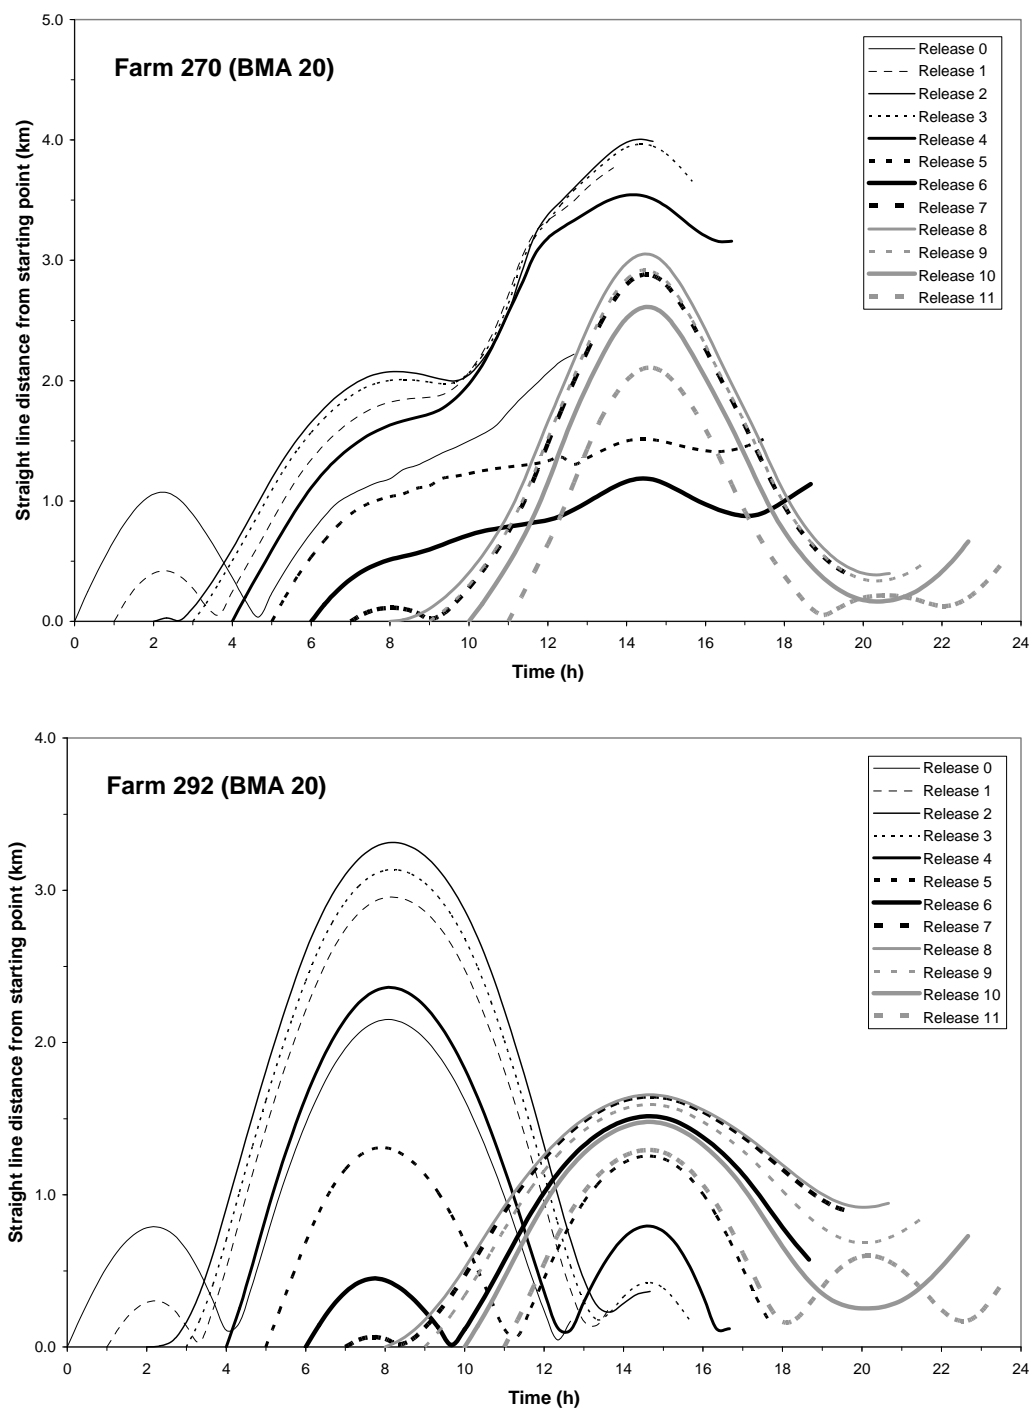 Farm 270 (BMA 20)
Straight line distance from starting point (km)
5.0
4.0
3.0
2.0
1.0
0.0
0 2 4 6 8 10 12 14 16 18 20 22 24
Time (h)
Release 0
Release 1
Release 2
Release 3
Release 4
Release 5
Release 6
Release 7
Release 8
Release 9
Release 10
Release 11
Farm 292 (BMA 20)
Straight line distance from starting point (km)
4.0
3.0
2.0
1.0
0.0
0 2 4 6 8 10 12 14 16 18 20 22 24
Time (h)
Release 0
Release 1
Release 2
Release 3
Release 4
Release 5
Release 6
Release 7
Release 8
Release 9
Release 10
Release 11